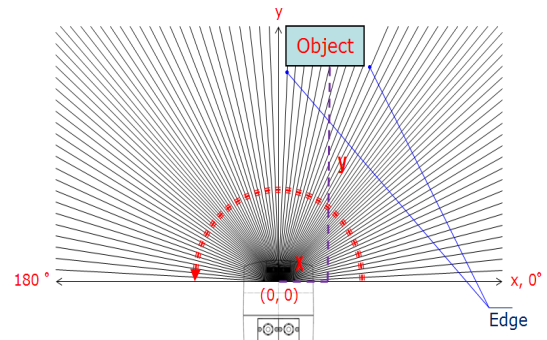 y
Object
y
x
180 °
x, 0°
(0, 0)
Edge